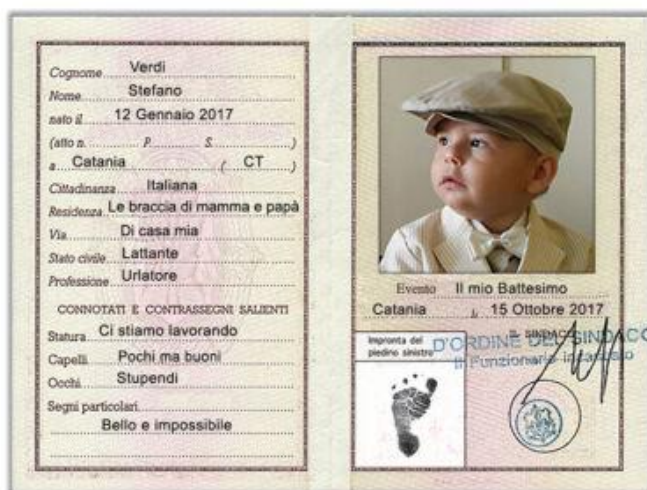 Cognome Verdi
Nome Stefano
nato il 12 Gennaio 2017
(atto n. P. S. )
a Catania ( CT )
Cittadinanza Italiana
Residenza Le braccia di mamma e papà
Via Di casa mia
Stato civile Lattante
Professione Urlatore
CONNOTATI E CONTRASSEGNI SALIENTI
Statura Ci stiamo lavorando
Capelli Pochi ma buoni
Occhi Stupendi
Segni particolari
Bello e impossibile
Evento Il mio Battesimo
Catania li 15 Ottobre 2017
IL SINDACO
D'ORDINE DEL SINDACO
Il Funzionario incaricato
Impronta del
piedino sinistro